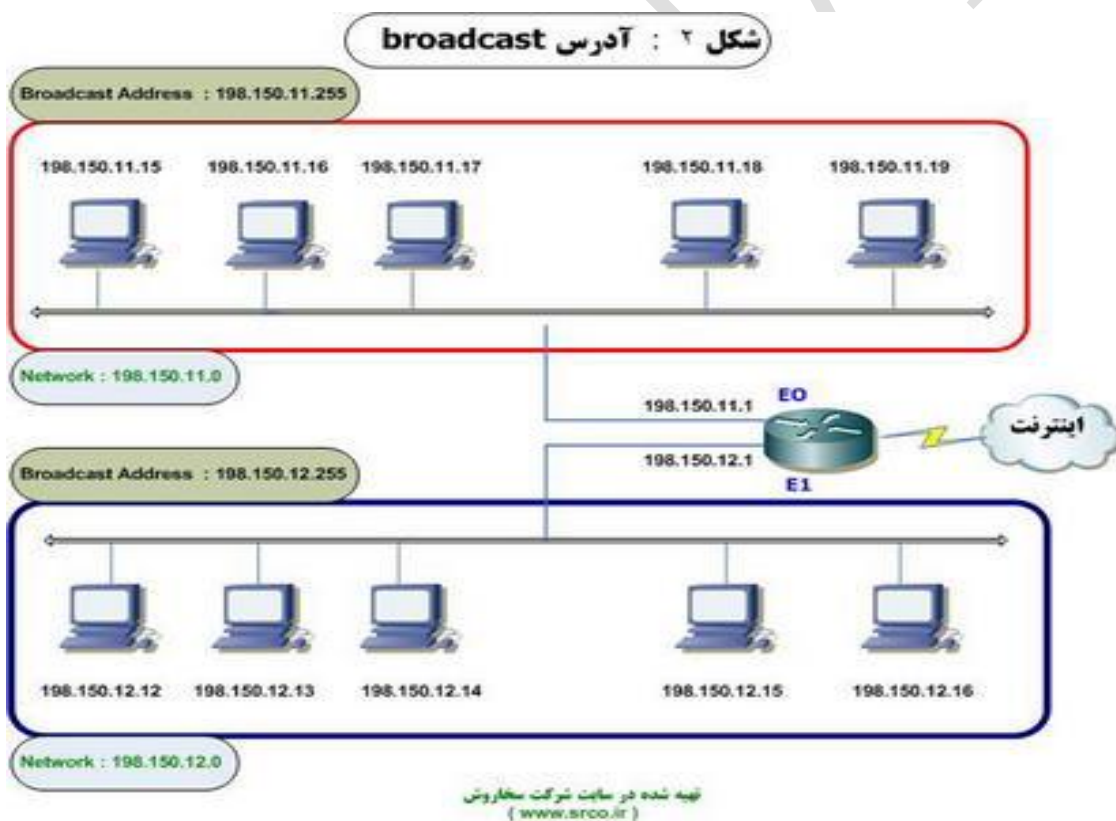 شکل ۲ : آدرس broadcast
Broadcast Address : 198.150.11.255
198.150.11.15
198.150.11.16
198.150.11.17
198.150.11.18
198.150.11.19
Network : 198.150.11.0
198.150.11.1
EO
اینترنت
198.150.12.1
E1
Broadcast Address : 198.150.12.255
198.150.12.12
198.150.12.13
198.150.12.14
198.150.12.15
198.150.12.16
Network : 198.150.12.0
تهیه شده در سایت شرکت سخاروش
( www.srco.ir )